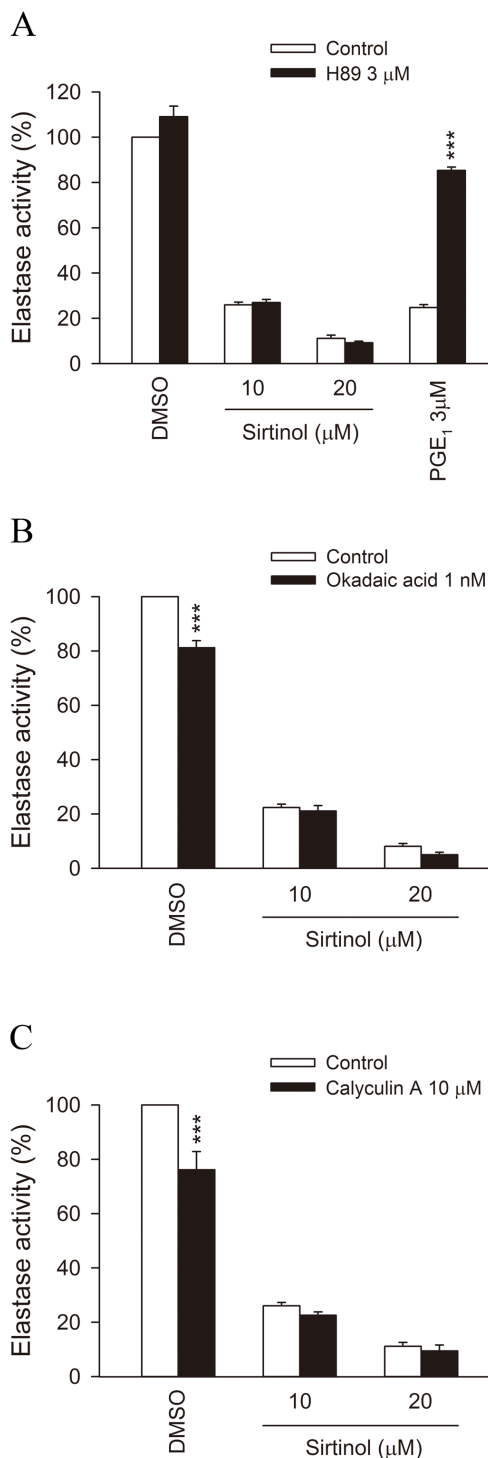 A
Control
H89 3 μM
Elastase activity (%)
120
100
80
60
40
20
0
***
DMSO
10
20
Sirtinol (μM)
PGE₁ 3μM
B
Control
Okadaic acid 1 nM
Elastase activity (%)
100
80
60
40
20
0
***
DMSO
10
20
Sirtinol (μM)
C
Control
Calyculin A 10 μM
Elastase activity (%)
100
80
60
40
20
0
***
DMSO
10
20
Sirtinol (μM)